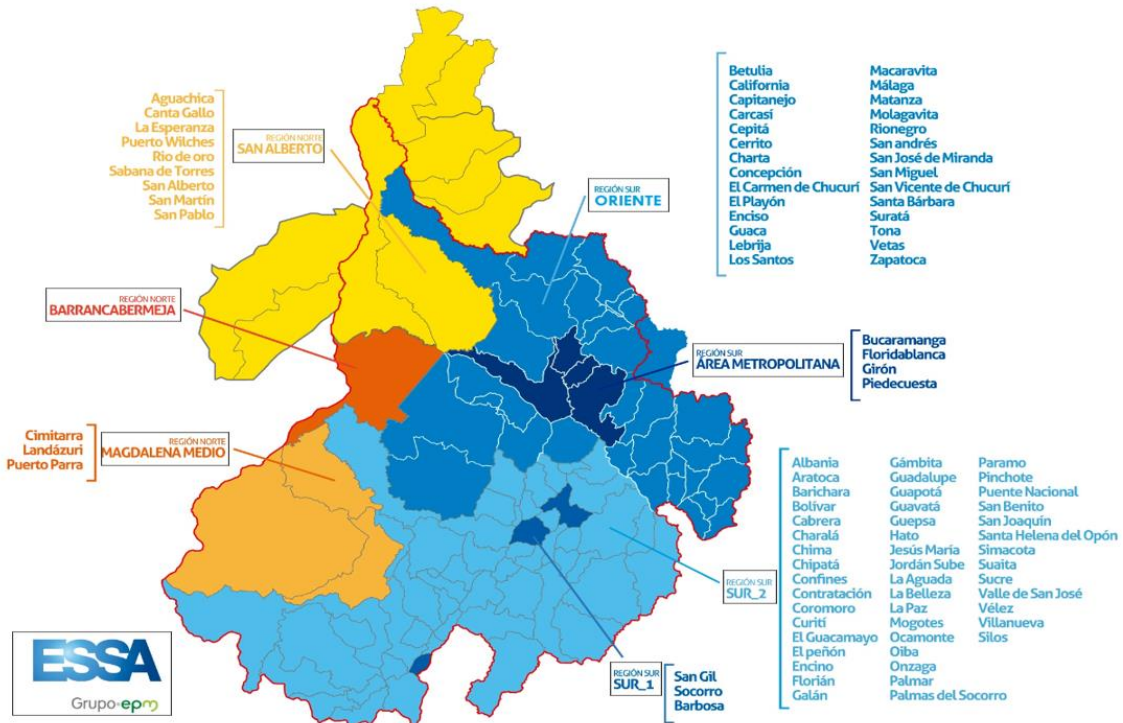 Aguachica
Canta Gallo
La Esperanza
Puerto Wilches
Rio de oro
Sabana de Torres
San Alberto
San Martín
San Pablo
REGIÓN NORTE
SAN ALBERTO
REGIÓN SUR
ORIENTE
Betulia
California
Capitanejo
Carcasí
Cepitá
Cerrito
Charta
Concepción
El Carmen de Chucurí
El Playón
Enciso
Guaca
Lebrija
Los Santos
Macaravita
Málaga
Matanza
Molagavita
Rionegro
San andrés
San José de Miranda
San Miguel
San Vicente de Chucurí
Santa Bárbara
Suratá
Tona
Vetas
Zapatoca
REGIÓN NORTE
BARRANCABERMEJA
REGIÓN SUR
ÁREA METROPOLITANA
Bucaramanga
Floridablanca
Girón
Piedecuesta
Cimitarra
Landázuri
Puerto Parra
REGIÓN NORTE
MAGDALENA MEDIO
REGIÓN SUR
SUR_2
Albania
Aratoca
Barichara
Bolívar
Cabrera
Charalá
Chima
Chipatá
Confines
Contratación
Coromoro
Curití
El Guacamayo
El peñón
Encino
Florián
Galán
Gámbita
Guadalupe
Guapotá
Guavatá
Guepsa
Hato
Jesús María
Jordán Sube
La Aguada
La Belleza
La Paz
Mogotes
Ocamonte
Oiba
Onzaga
Palmar
Palmas del Socorro
Paramo
Pinchote
Puente Nacional
San Benito
San Joaquín
Santa Helena del Opón
Simacota
Suaita
Sucre
Valle de San José
Vélez
Villanueva
Silos
REGIÓN SUR
SUR_1
San Gil
Socorro
Barbosa
ESSA
Grupo·epm